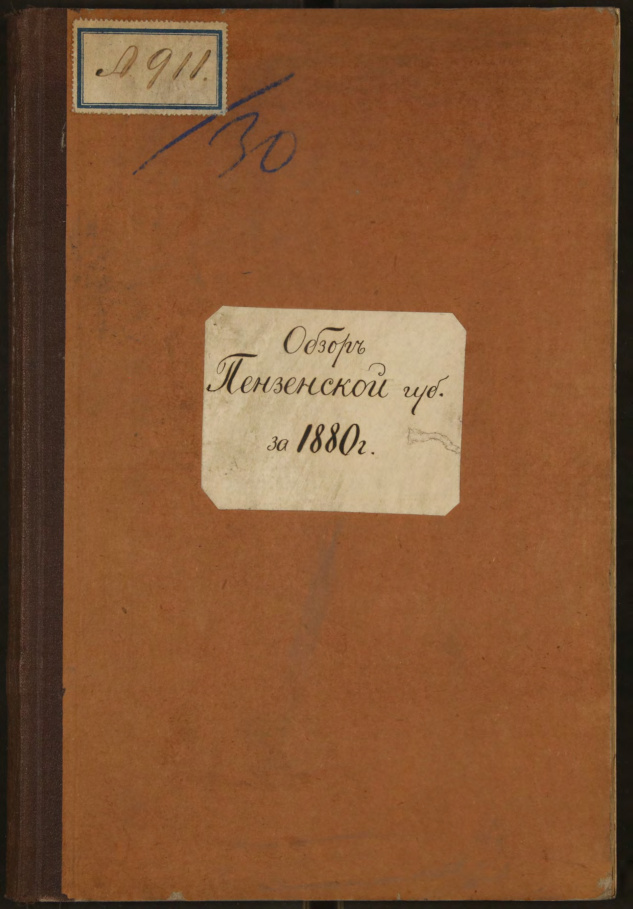 А 911.
/30
Обзоръ
Пензенской губ.
за 1880 г.